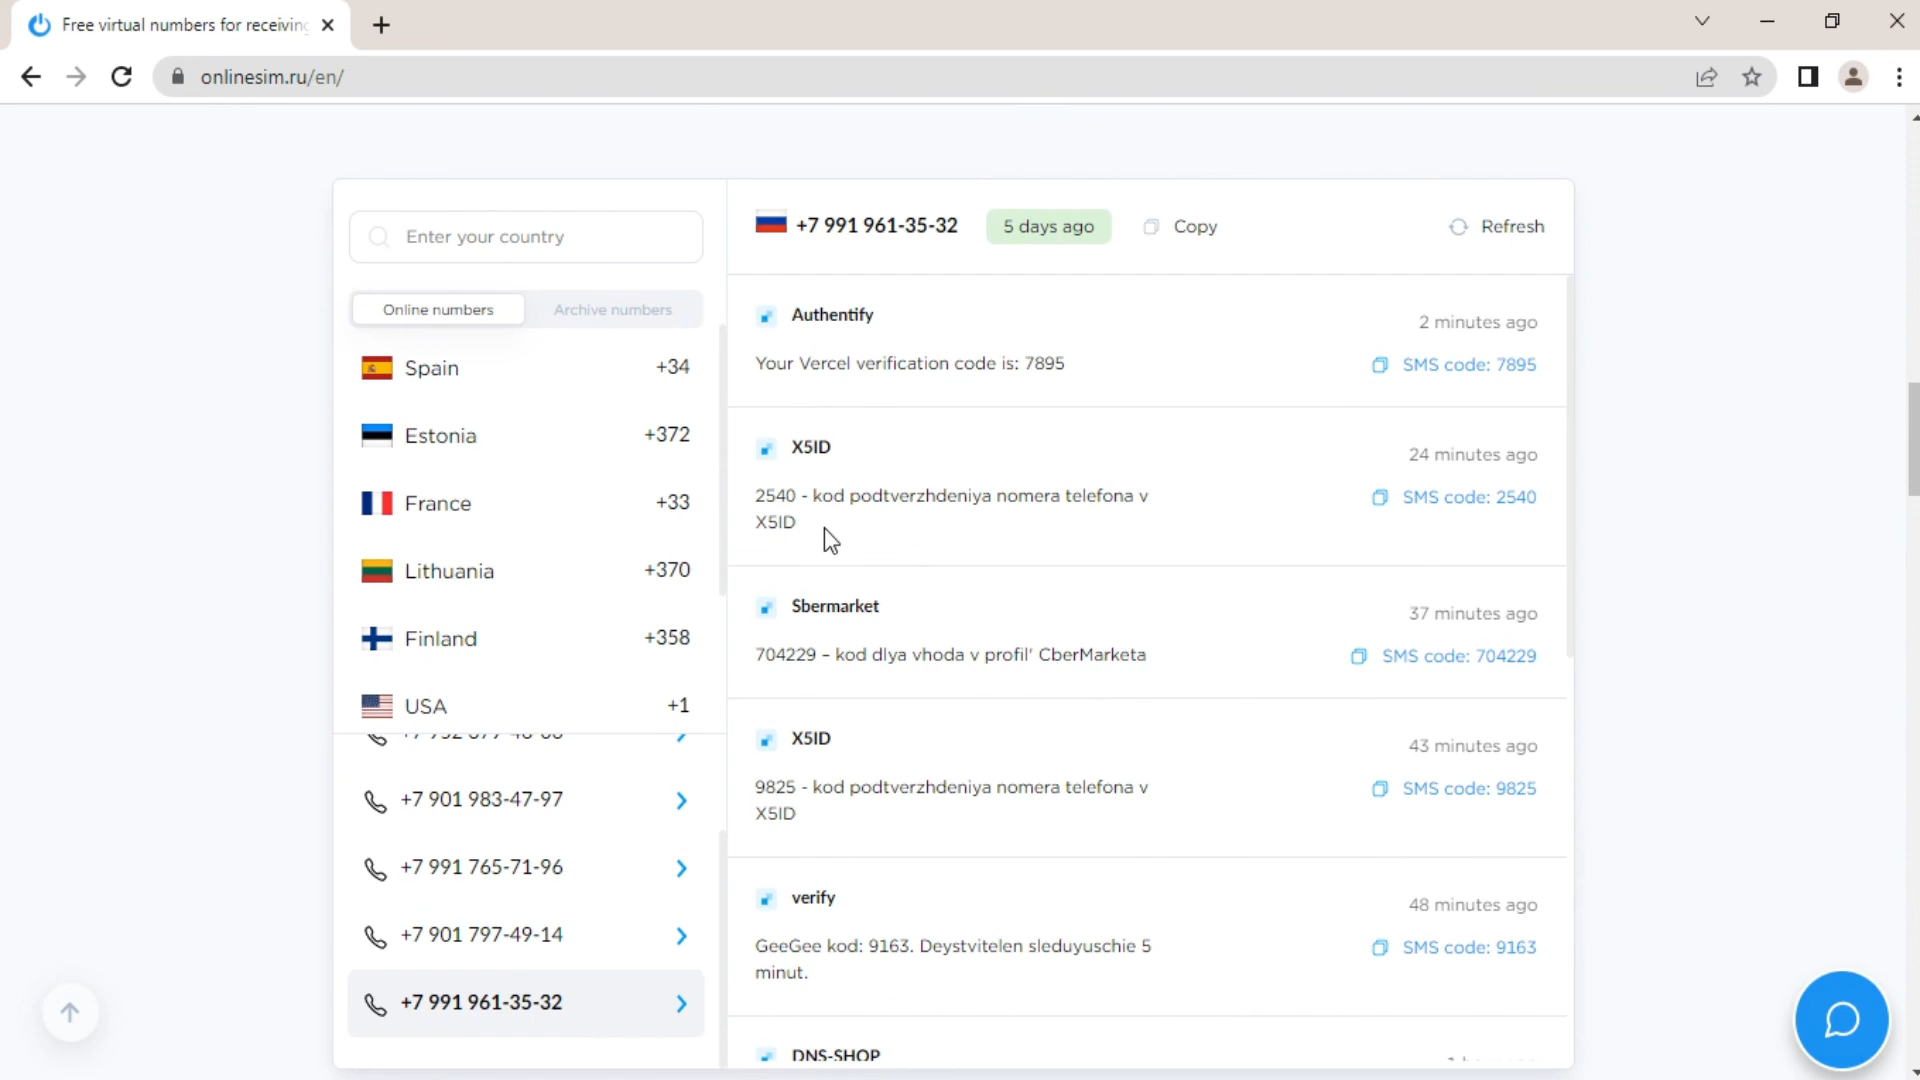 Free virtual numbers for receiving
onlinesim.ru/en/
Enter your country
Online numbers
Archive numbers
Spain +34
Estonia +372
France +33
Lithuania +370
Finland +358
USA +1
+7 901 983-47-97
+7 991 765-71-96
+7 901 797-49-14
+7 991 961-35-32
+7 991 961-35-32 5 days ago Copy Refresh
Authentify 2 minutes ago
Your Vercel verification code is: 7895 SMS code: 7895
X5ID 24 minutes ago
2540 - kod podtverzhdeniya nomera telefona v SMS code: 2540
X5ID
Sbermarket 37 minutes ago
704229 – kod dlya vhoda v profil' CberMarketa SMS code: 704229
X5ID 43 minutes ago
9825 - kod podtverzhdeniya nomera telefona v SMS code: 9825
X5ID
verify 48 minutes ago
GeeGee kod: 9163. Deystvitelen sleduyuschie 5 SMS code: 9163
minut.
DNS-SHOP